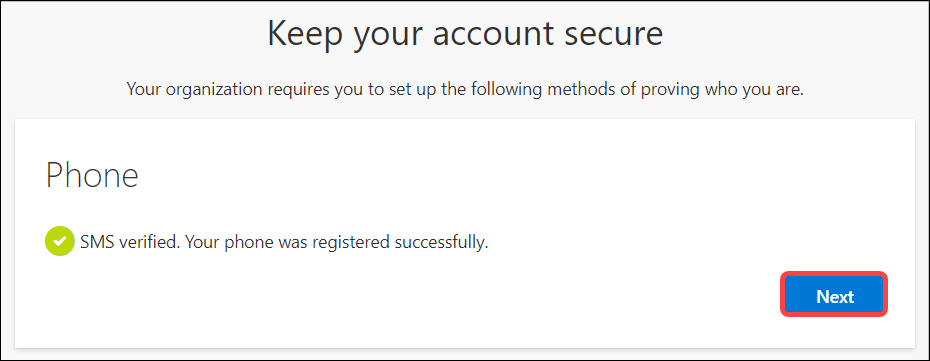 Keep your account secure
Your organization requires you to set up the following methods of proving who you are.
Phone
SMS verified. Your phone was registered successfully.
Next